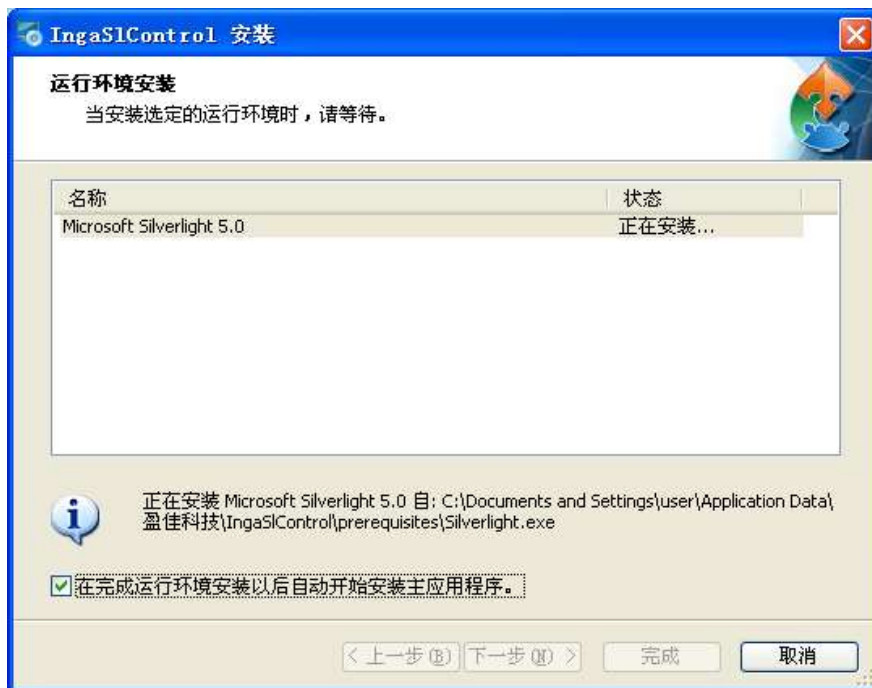 IngaSlControl 安装
运行环境安装
当安装选定的运行环境时，请等待。
名称 状态
Microsoft Silverlight 5.0 正在安装...
正在安装 Microsoft Silverlight 5.0 自: C:\Documents and Settings\user\Application Data\
盈佳科技\IngaSlControl\prerequisites\Silverlight.exe
在完成运行环境安装以后自动开始安装主应用程序。
< 上一步(B) 下一步(N) > 完成 取消